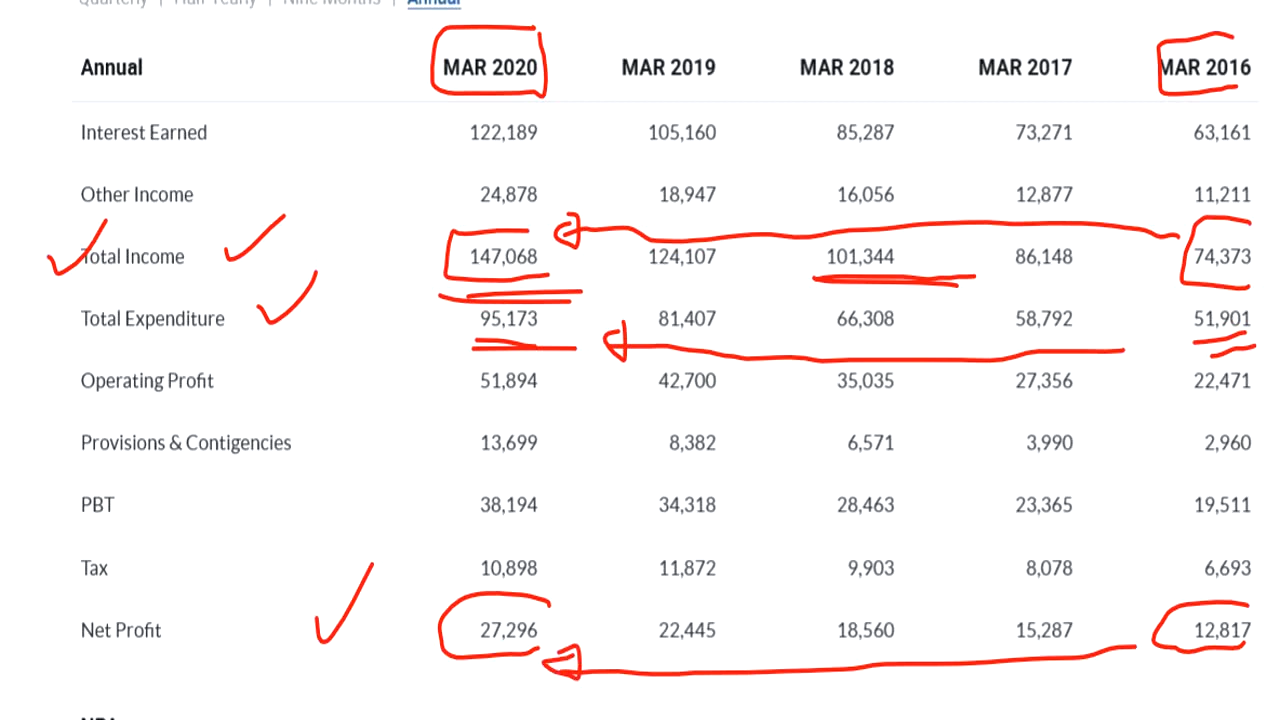 Quarterly | Half Yearly | Nine Months | Annual
Annual MAR 2020 MAR 2019 MAR 2018 MAR 2017 MAR 2016
Interest Earned 122,189 105,160 85,287 73,271 63,161
Other Income 24,878 18,947 16,056 12,877 11,211
Total Income 147,068 124,107 101,344 86,148 74,373
Total Expenditure 95,173 81,407 66,308 58,792 51,901
Operating Profit 51,894 42,700 35,035 27,356 22,471
Provisions & Contigencies 13,699 8,382 6,571 3,990 2,960
PBT 38,194 34,318 28,463 23,365 19,511
Tax 10,898 11,872 9,903 8,078 6,693
Net Profit 27,296 22,445 18,560 15,287 12,817